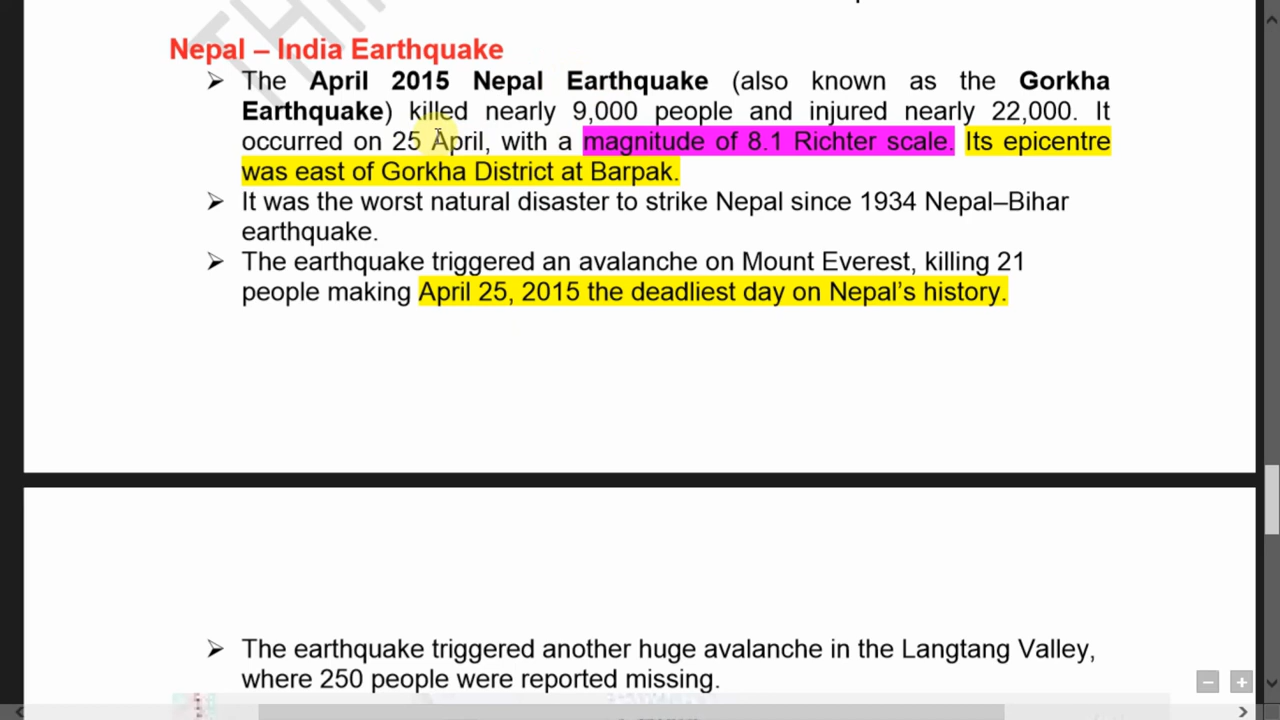 Nepal – India Earthquake
➢ The April 2015 Nepal Earthquake (also known as the Gorkha
Earthquake) killed nearly 9,000 people and injured nearly 22,000. It
occurred on 25 April, with a magnitude of 8.1 Richter scale. Its epicentre
was east of Gorkha District at Barpak.
➢ It was the worst natural disaster to strike Nepal since 1934 Nepal–Bihar
earthquake.
➢ The earthquake triggered an avalanche on Mount Everest, killing 21
people making April 25, 2015 the deadliest day on Nepal's history.
➢ The earthquake triggered another huge avalanche in the Langtang Valley,
where 250 people were reported missing.